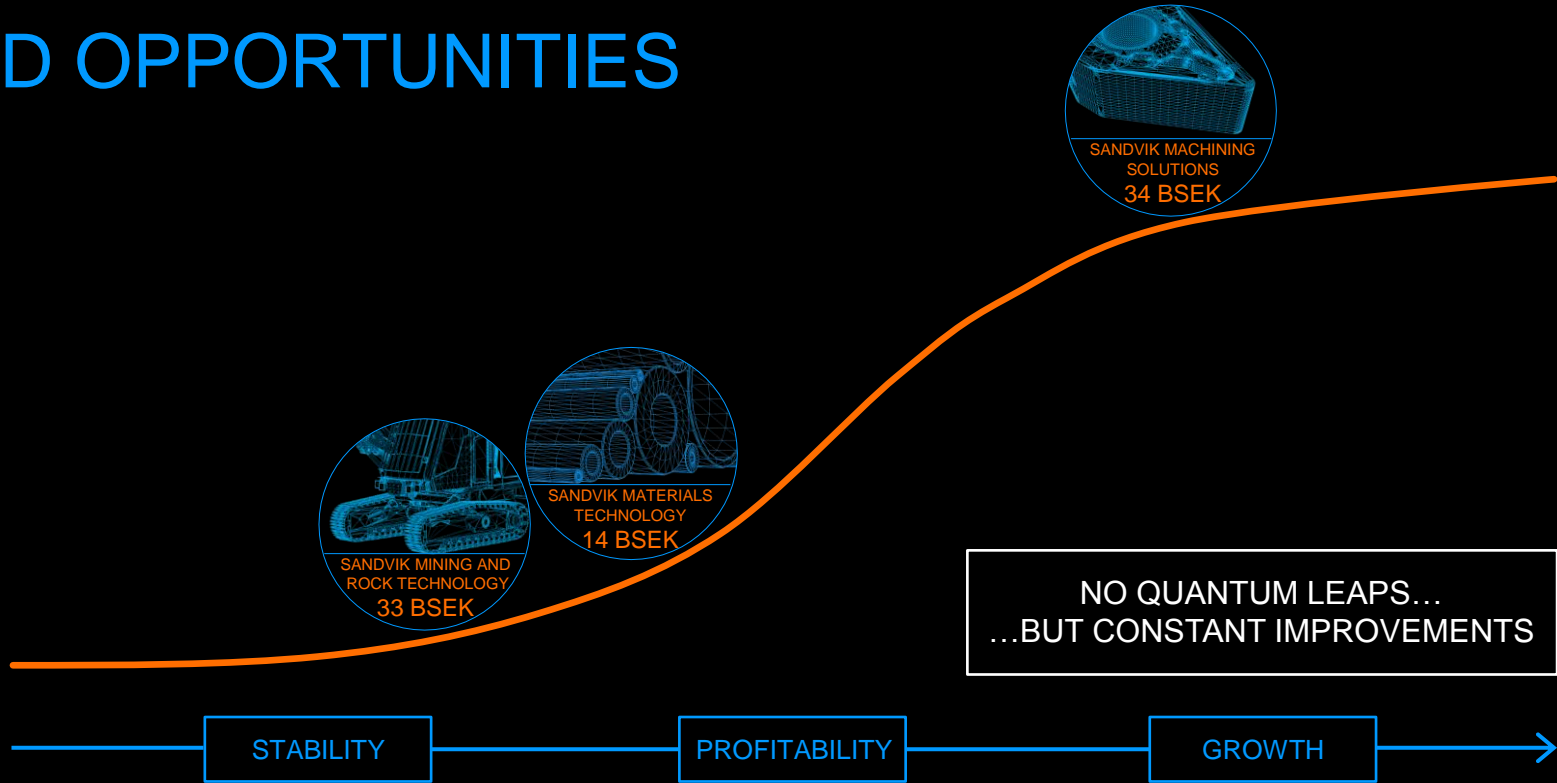 D OPPORTUNITIES
SANDVIK MACHINING
SOLUTIONS
34 BSEK
SANDVIK MATERIALS
TECHNOLOGY
14 BSEK
SANDVIK MINING AND
ROCK TECHNOLOGY
33 BSEK
NO QUANTUM LEAPS…
…BUT CONSTANT IMPROVEMENTS
STABILITY
PROFITABILITY
GROWTH